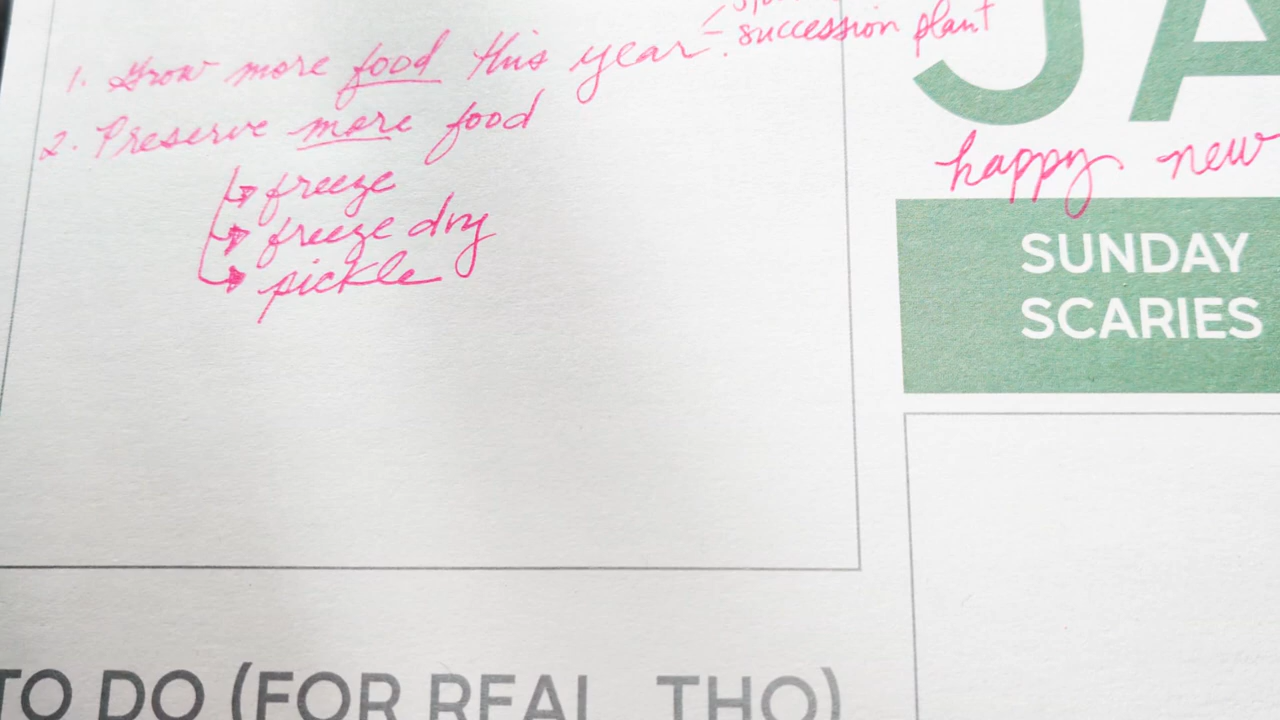 1. Grow more food this year - succession plant
2. Preserve more food
freeze
freeze dry
pickle
JA
happy new
SUNDAY
SCARIES
TO DO (FOR REAL THO)